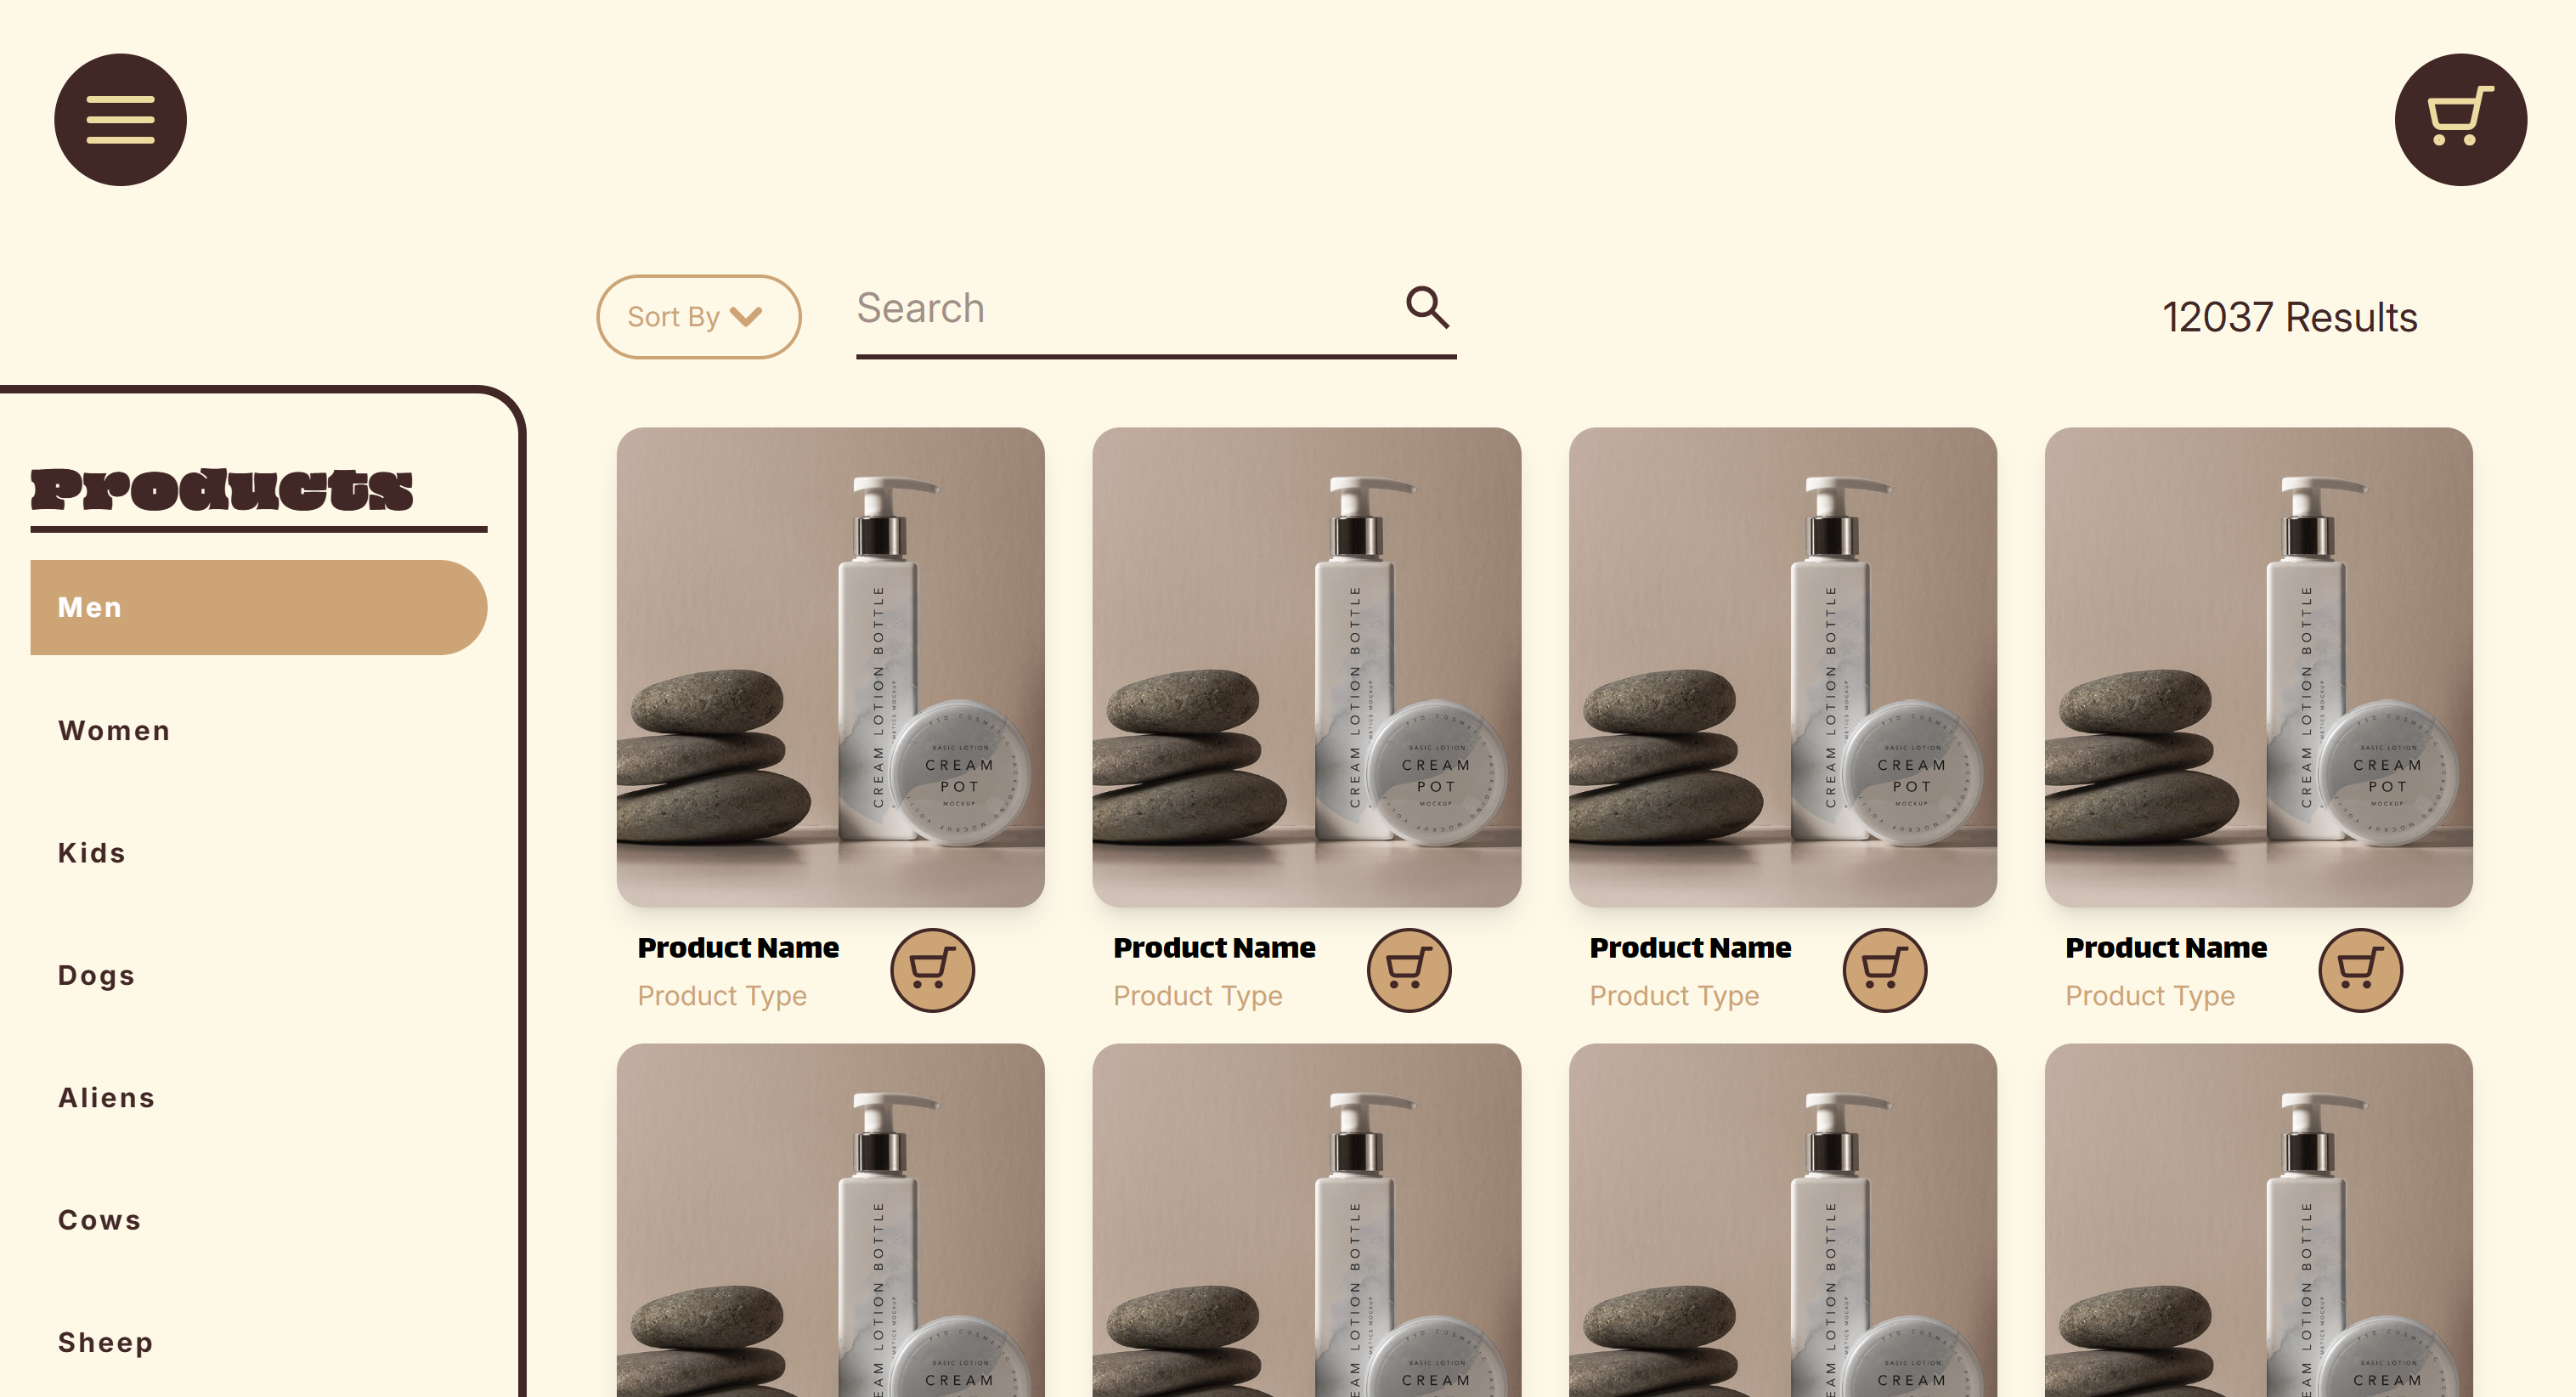 Sort By
Search
12037 Results
Products
Men
Women
Kids
Dogs
Aliens
Cows
Sheep
CREAM LOTION BOTTLE
BASIC LOTION
CREAM
POT
MOCKUP
CREAM LOTION BOTTLE
BASIC LOTION
CREAM
POT
MOCKUP
CREAM LOTION BOTTLE
BASIC LOTION
CREAM
POT
MOCKUP
CREAM LOTION BOTTLE
BASIC LOTION
CREAM
POT
MOCKUP
Product Name
Product Type
Product Name
Product Type
Product Name
Product Type
Product Name
Product Type
EAM LOTION BOTTLE
BASIC LOTION
CREAM
EAM LOTION BOTTLE
BASIC LOTION
CREAM
EAM LOTION BOTTLE
BASIC LOTION
CREAM
EAM LOTION BOTTLE
BASIC LOTION
CREAM